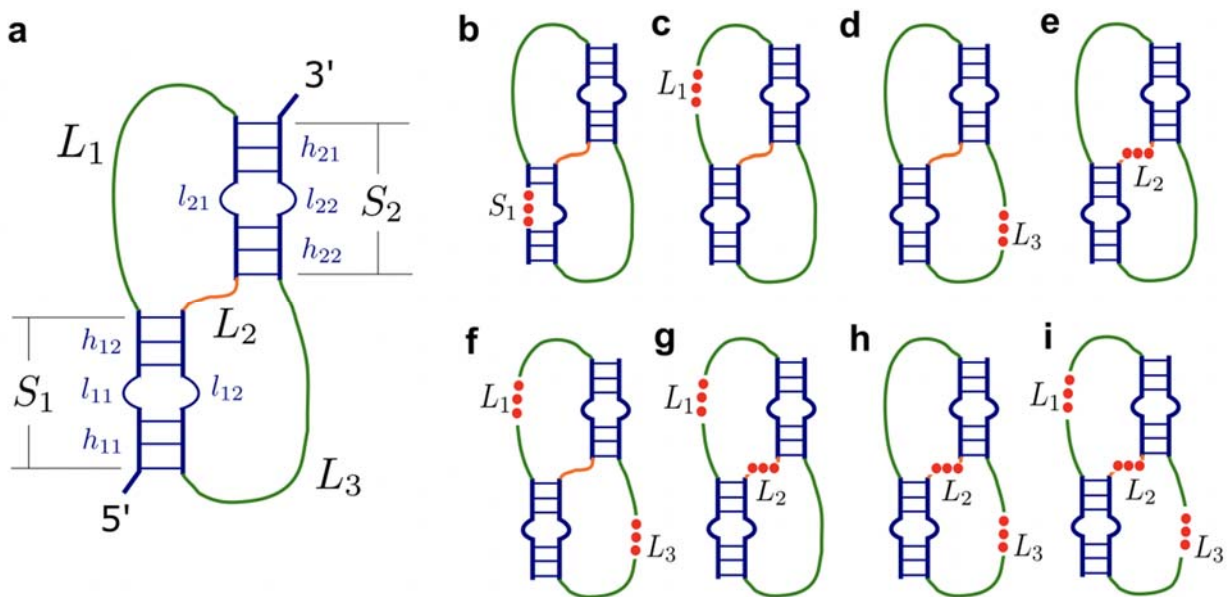 a
3'
L₁
h₂₁
l₂₁
l₂₂
S₂
h₂₂
L₂
h₁₂
S₁
l₁₁
l₁₂
h₁₁
L₃
5'
b
S₁
c
L₁
d
L₃
e
L₂
f
L₁
L₃
g
L₁
L₂
h
L₂
L₃
i
L₁
L₂
L₃